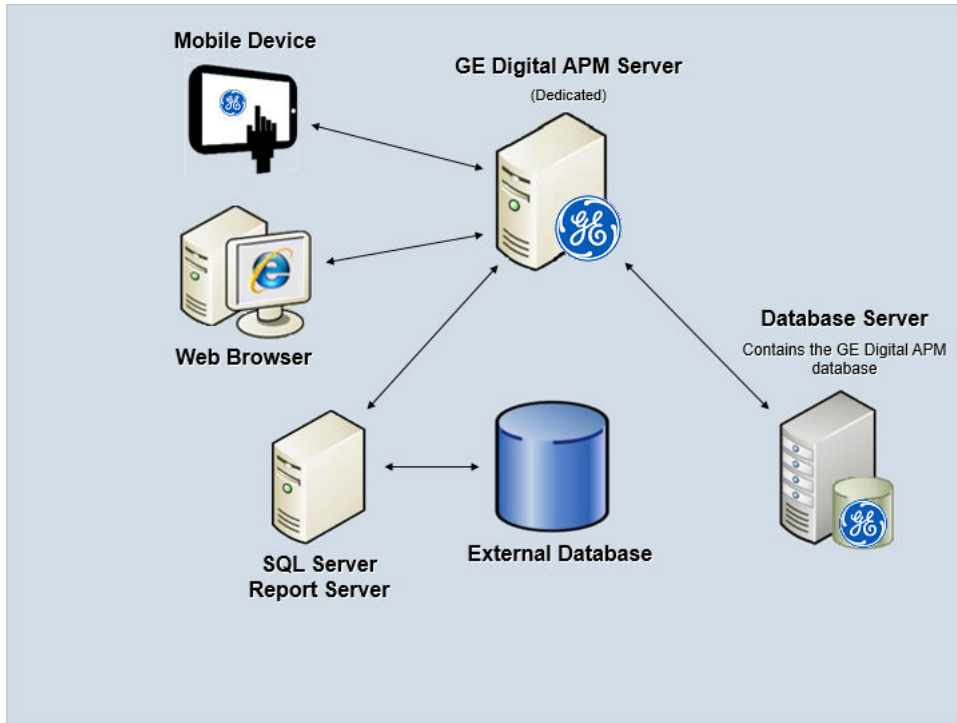 Mobile Device
GE Digital APM Server
(Dedicated)
Web Browser
Database Server
Contains the GE Digital APM
database
SQL Server
Report Server
External Database